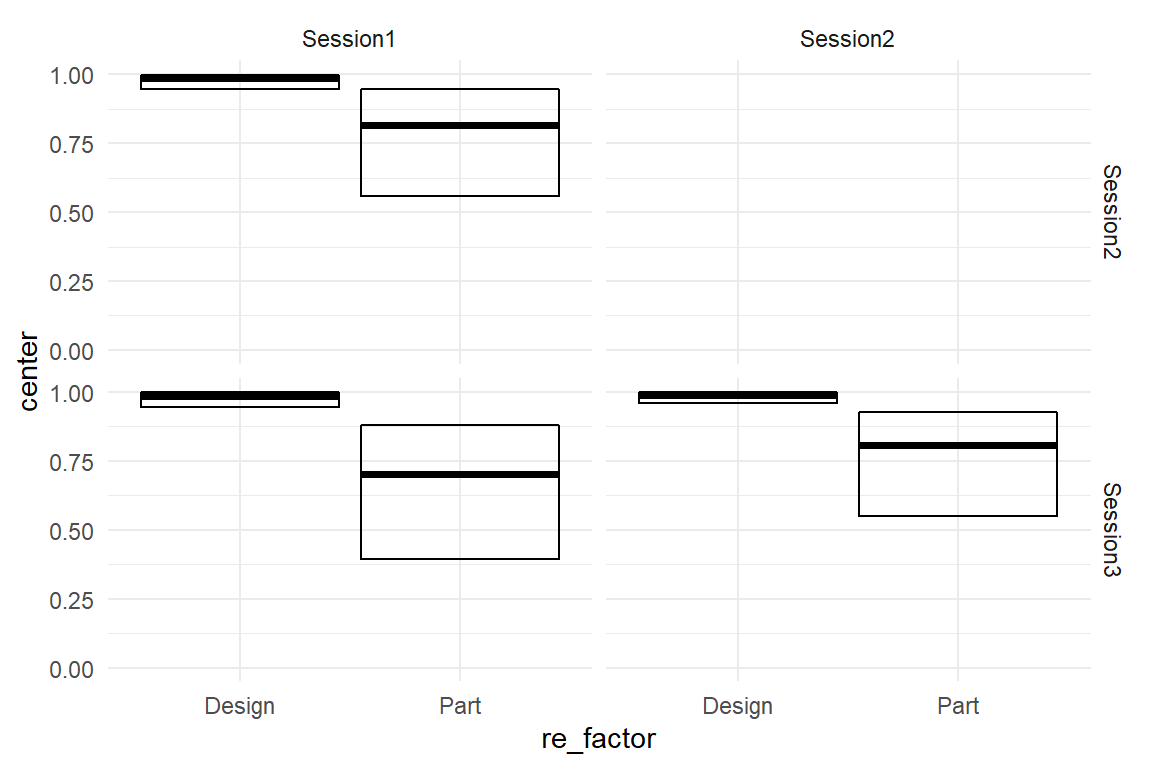 Session1 Session2
1.00
0.75
0.50
0.25
0.00
Session2
center
1.00
0.75
0.50
0.25
0.00
Session3
Design Part Design Part
re_factor